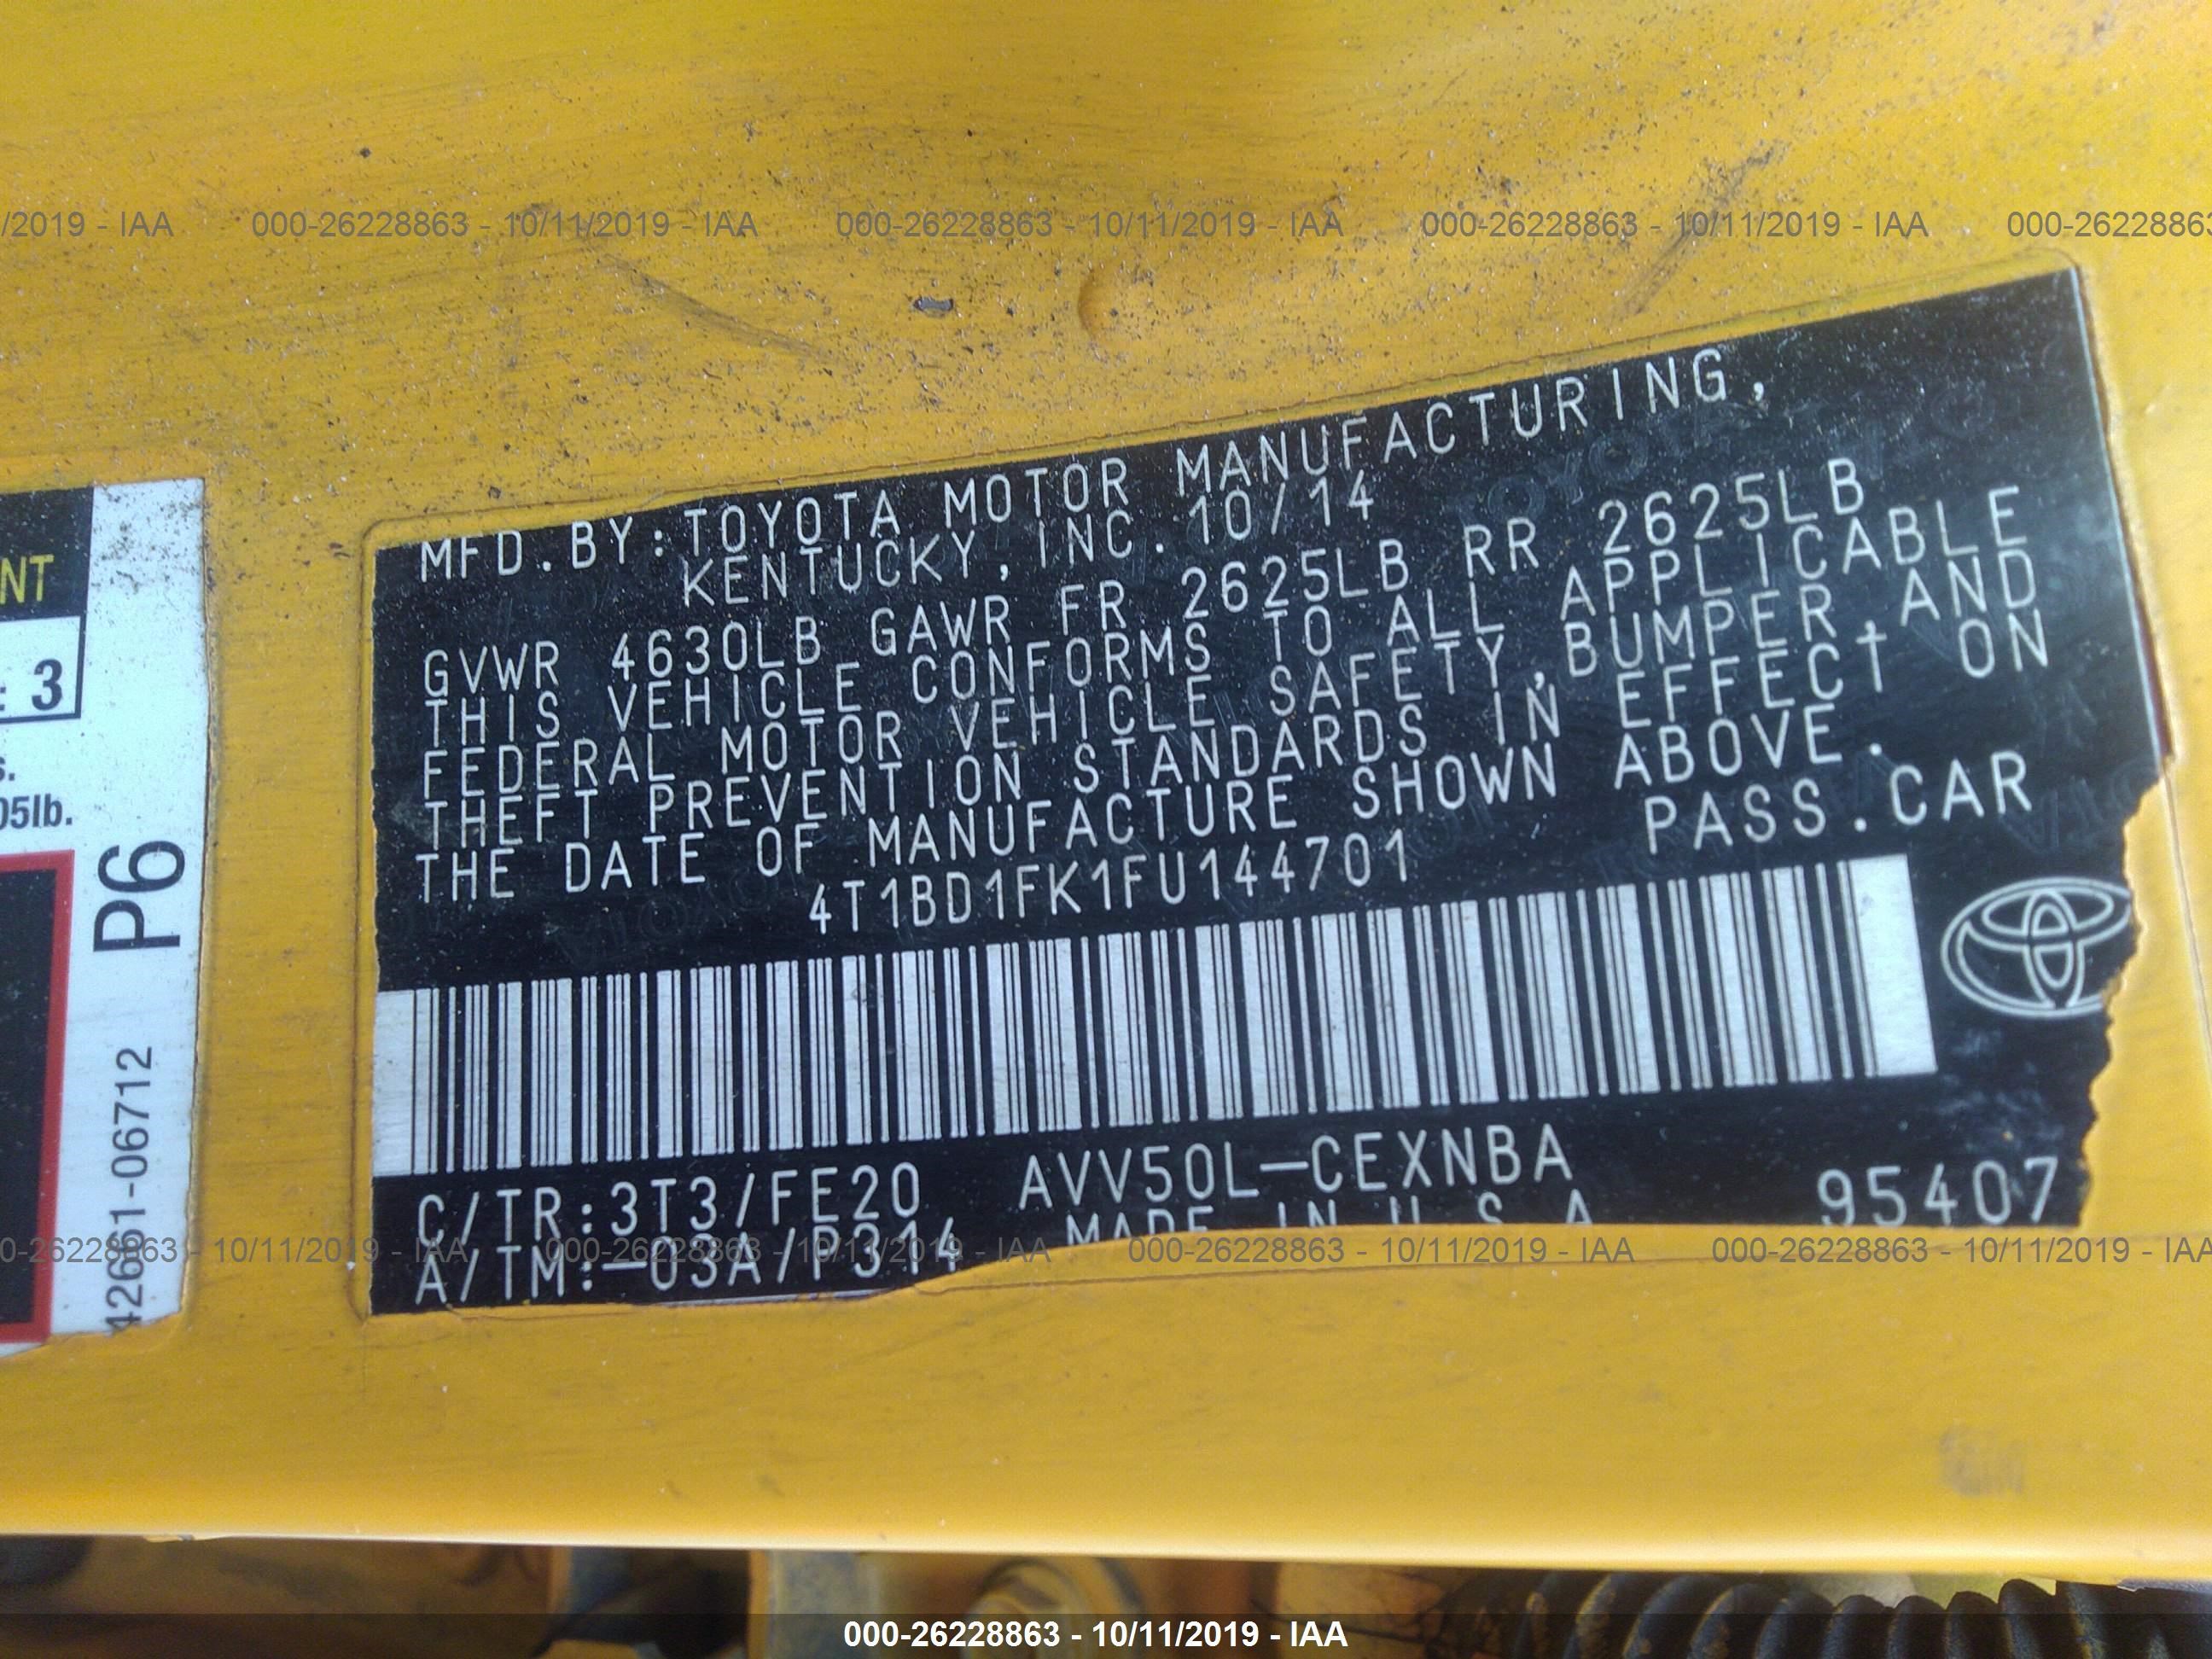 /2019 - IAA 000-26228863 - 10/11/2019 - IAA 000-26228863 - 10/11/2019 - IAA 000-26228863 - 10/11/2019 - IAA 000-26228863
MFD.BY:TOYOTA MOTOR MANUFACTURING,
KENTUCKY, INC. 10/14
GVWR 4630LB GAWR FR 2625LB RR 2625LB
THIS VEHICLE CONFORMS TO ALL APPLICABLE
FEDERAL MOTOR VEHICLE SAFETY,BUMPER,AND
THEFT PREVENTION STANDARDS IN EFFECT ON
THE DATE OF MANUFACTURE SHOWN ABOVE.
4T1BD1FK1FU144701 PASS.CAR
C/TR:3T3/FE20 AVV50L-CEXNBA
A/TM:-03A/P314 MADE IN U.S.A 95407
NT
: 3
s.
05lb.
P6
42661-06712
0-26228863 - 10/11/2019 - IAA 000-26228863 - 10/11/2019 - IAA 000-26228863 - 10/11/2019 - IAA 000-26228863 - 10/11/2019 - IAA
000-26228863 - 10/11/2019 - IAA